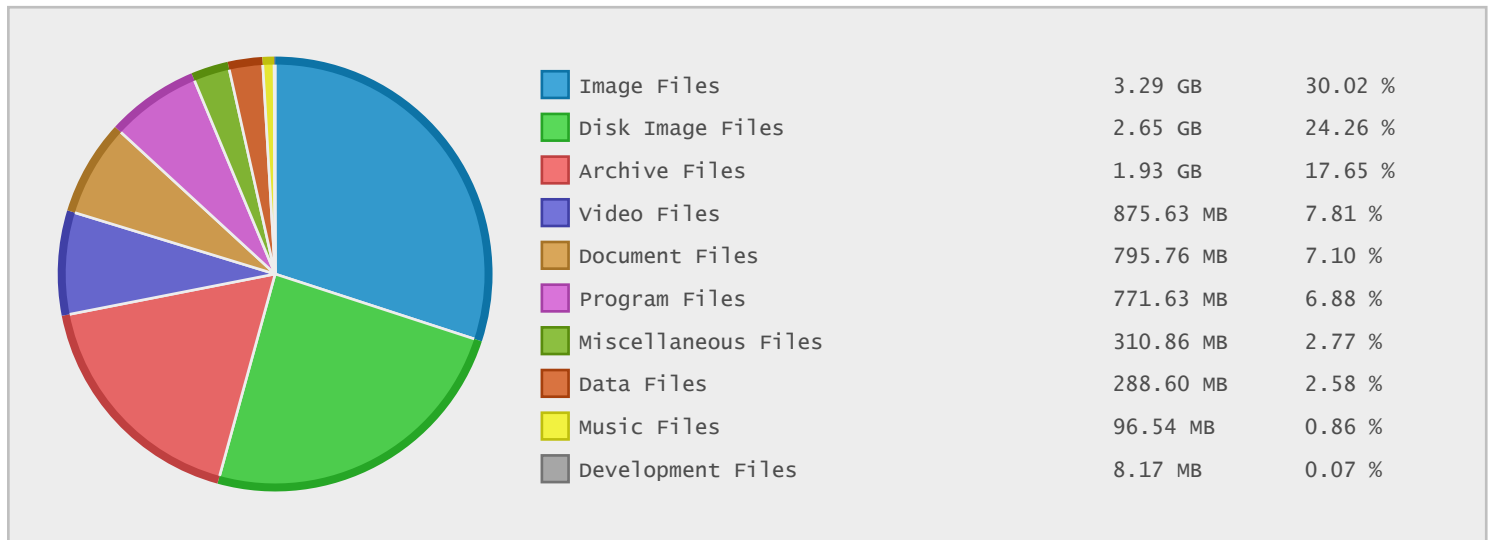 Image Files 3.29 GB 30.02 %
Disk Image Files 2.65 GB 24.26 %
Archive Files 1.93 GB 17.65 %
Video Files 875.63 MB 7.81 %
Document Files 795.76 MB 7.10 %
Program Files 771.63 MB 6.88 %
Miscellaneous Files 310.86 MB 2.77 %
Data Files 288.60 MB 2.58 %
Music Files 96.54 MB 0.86 %
Development Files 8.17 MB 0.07 %